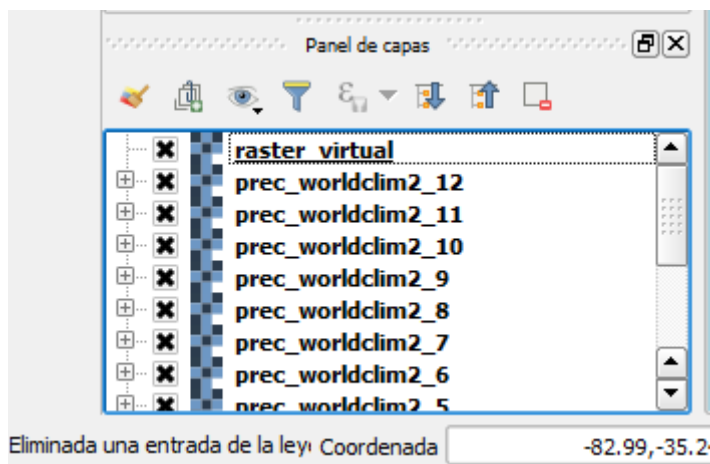 Panel de capas
raster_virtual
prec_worldclim2_12
prec_worldclim2_11
prec_worldclim2_10
prec_worldclim2_9
prec_worldclim2_8
prec_worldclim2_7
prec_worldclim2_6
prec_worldclim2_5
Eliminada una entrada de la ley Coordenada -82.99,-35.2